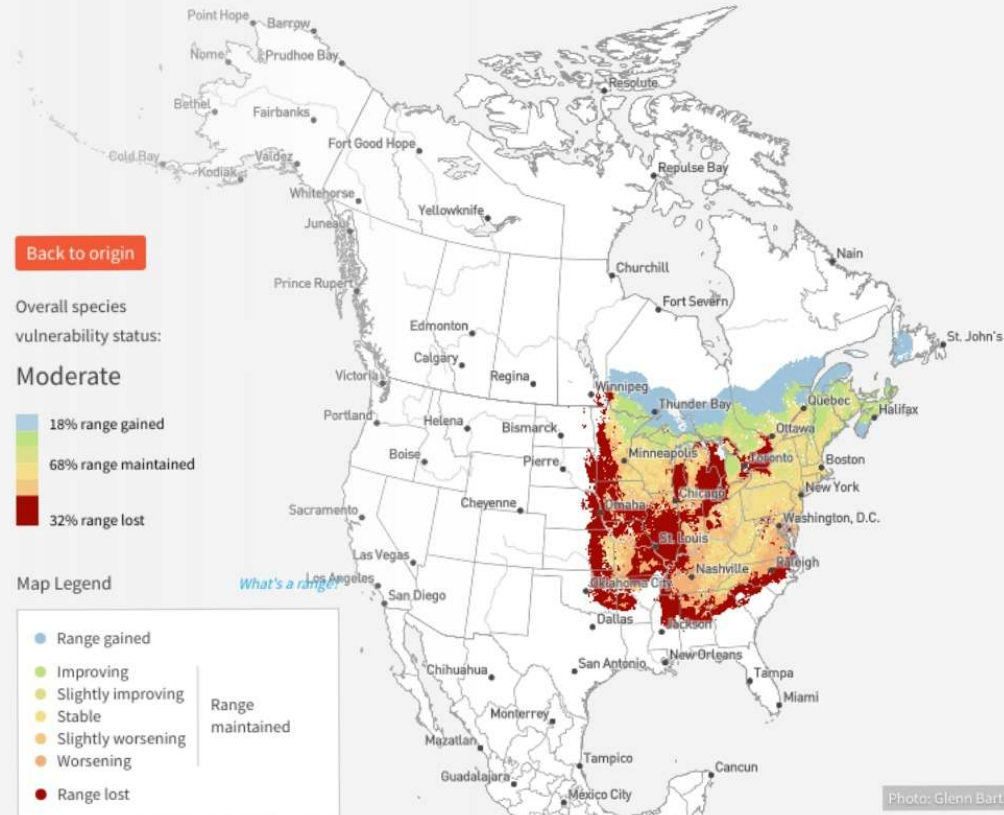 Point Hope
Barrow
Nome
Prudhoe Bay
Bethel
Fairbanks
Resolute
Fort Good Hope
Cold Bay
Valdez
Kodiak
Repulse Bay
Whitehorse
Yellowknife
Juneau
Back to origin
Nain
Churchill
Prince Rupert
Fort Severn
Overall species
vulnerability status:
Moderate
Edmonton
St. John's
Calgary
Victoria
Regina
Winnipeg
18% range gained
68% range maintained
32% range lost
Thunder Bay
Québec
Portland
Helena
Halifax
Bismarck
Ottawa
Boise
Pierre
Minneapolis
Toronto
Boston
Chicago
New York
Cheyenne
Omaha
Sacramento
Washington, D.C.
St. Louis
Las Vegas
Raleigh
Map Legend
What's a range?
Los Angeles
Nashville
Oklahoma City
San Diego
Dallas
Jackson
Range gained
Improving
Slightly improving
Stable
Slightly worsening
Worsening
Range
maintained
Range lost
New Orleans
San Antonio
Chihuahua
Tampa
Miami
Monterrey
Mazatlan
Tampico
Guadalajara
Cancun
México City
Photo: Glenn Bart